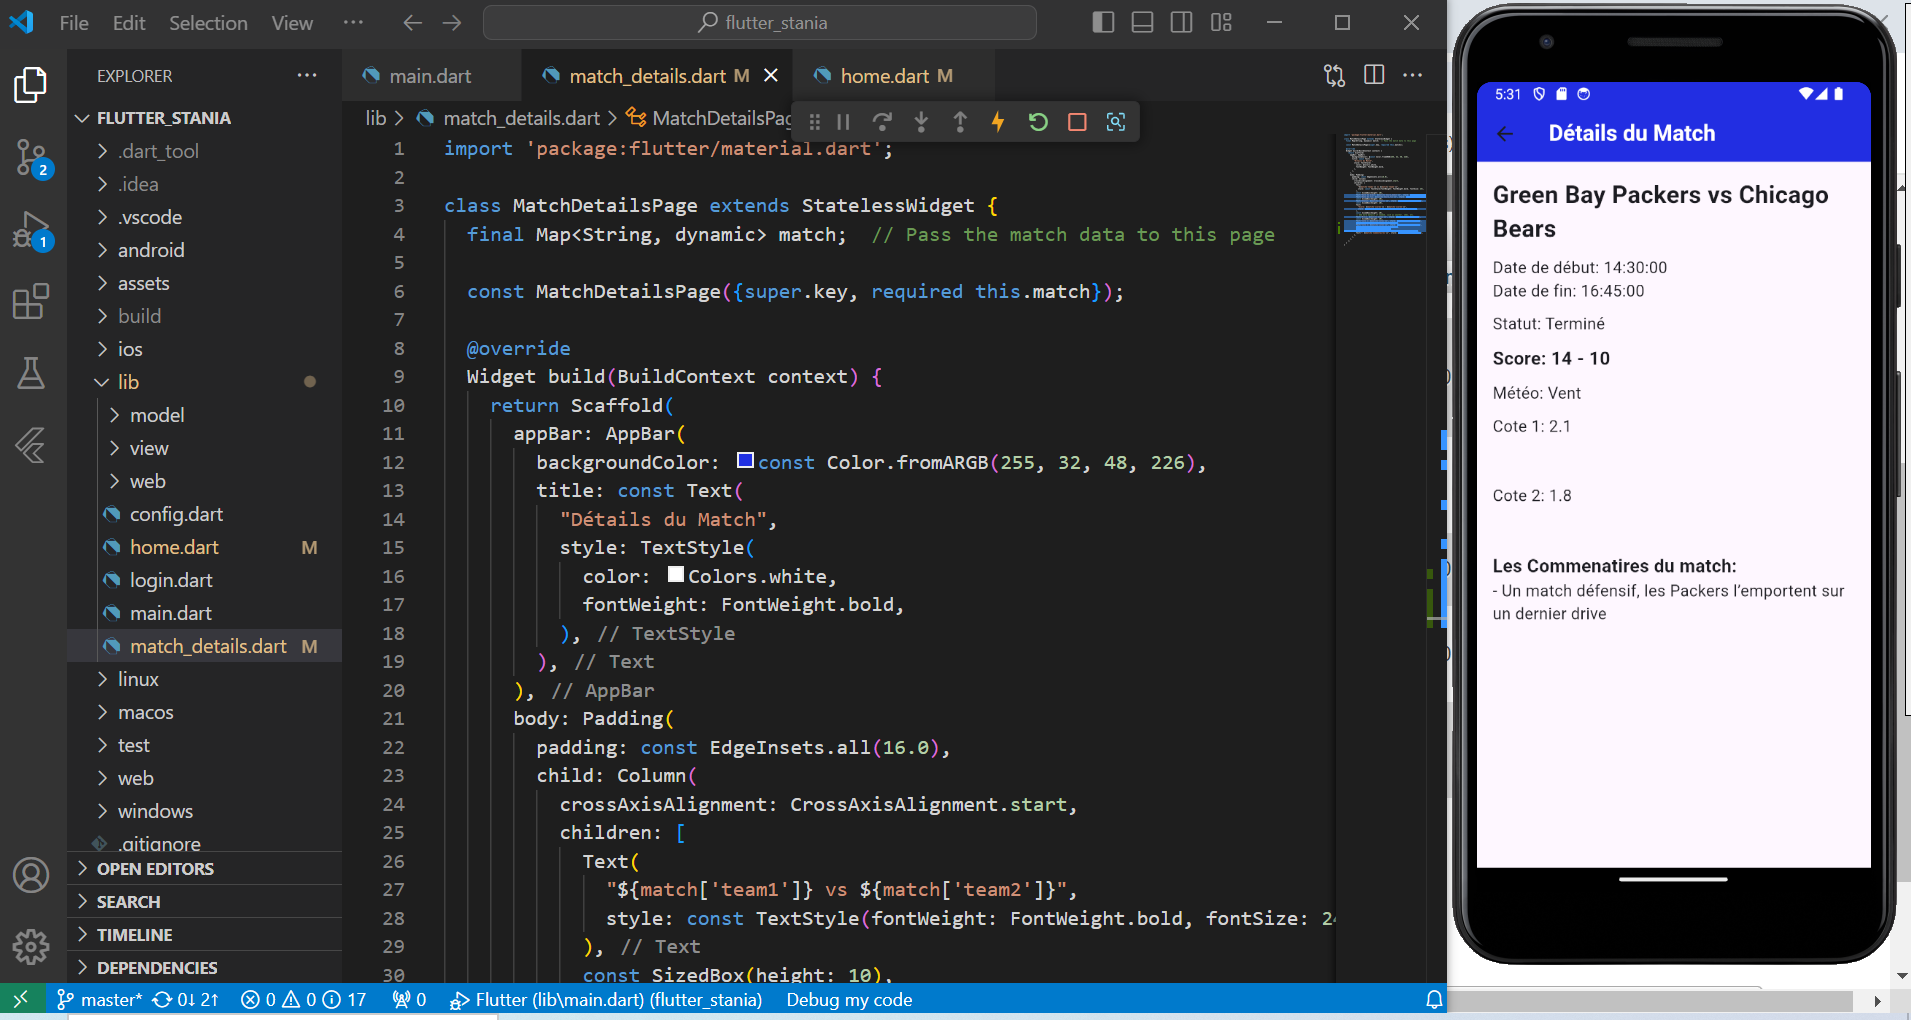 File Edit Selection View ··· flutter_stania
EXPLORER ···
FLUTTER_STANIA
.dart_tool
.idea
.vscode
android
assets
build
ios
lib
model
view
web
config.dart
home.dart M
login.dart
main.dart
match_details.dart M
linux
macos
test
web
windows
.gitignore
OPEN EDITORS
SEARCH
TIMELINE
DEPENDENCIES
2
1
main.dart match_details.dart M home.dart M ···
lib > match_details.dart > MatchDetailsPag
1 import 'package:flutter/material.dart';
2
3 class MatchDetailsPage extends StatelessWidget {
4 final Map<String, dynamic> match; // Pass the match data to this page
5
6 const MatchDetailsPage({super.key, required this.match});
7
8 @override
9 Widget build(BuildContext context) {
10 return Scaffold(
11 appBar: AppBar(
12 backgroundColor: const Color.fromARGB(255, 32, 48, 226),
13 title: const Text(
14 "Détails du Match",
15 style: TextStyle(
16 color: Colors.white,
17 fontWeight: FontWeight.bold,
18 ), // TextStyle
19 ), // Text
20 ), // AppBar
21 body: Padding(
22 padding: const EdgeInsets.all(16.0),
23 child: Column(
24 crossAxisAlignment: CrossAxisAlignment.start,
25 children: [
26 Text(
27 "${match['team1']} vs ${match['team2']}",
28 style: const TextStyle(fontWeight: FontWeight.bold, fontSize: 24
29 ), // Text
30 const SizedBox(height: 10),
master* 0↓ 2↑ 0 0 17 0 Flutter (lib\main.dart) (flutter_stania) Debug my code
5:31
Détails du Match
Green Bay Packers vs Chicago
Bears
Date de début: 14:30:00
Date de fin: 16:45:00
Statut: Terminé
Score: 14 - 10
Météo: Vent
Cote 1: 2.1
Cote 2: 1.8
Les Commenatires du match:
- Un match défensif, les Packers l’emportent sur
un dernier drive